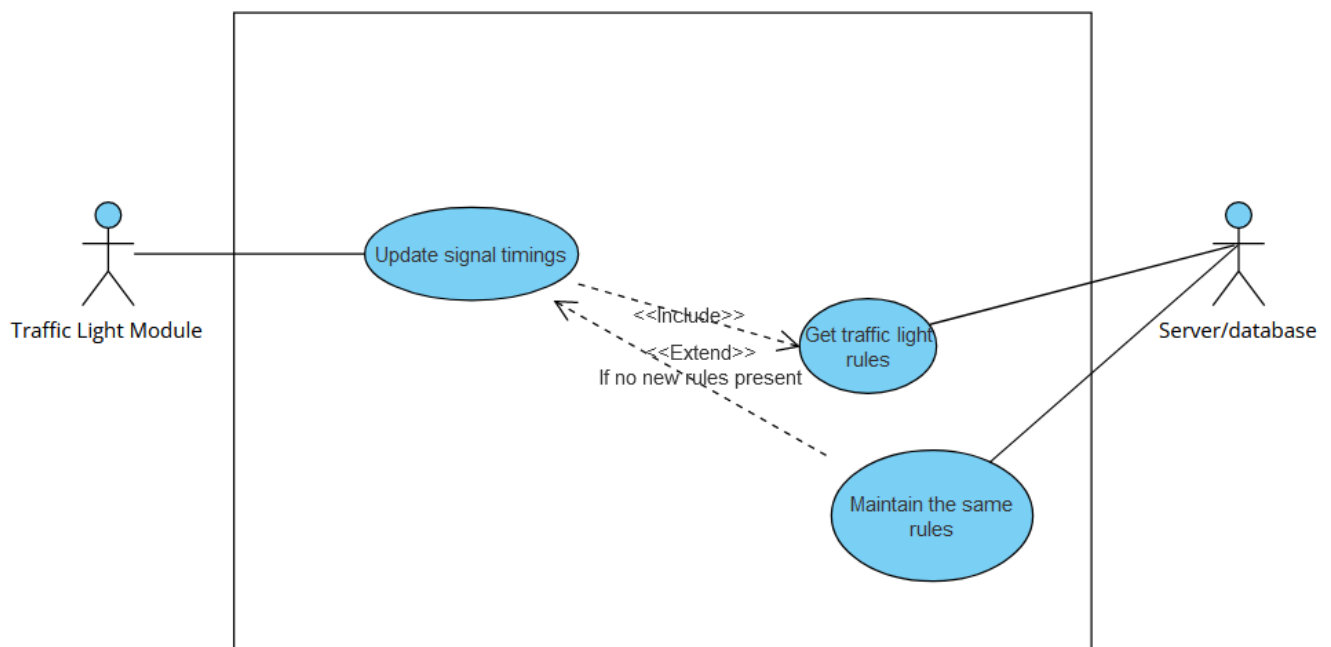 Update signal timings
Traffic Light Module
<<Include>>
Get traffic light
rules
Server/database
<<Extend>>
If no new rules present
Maintain the same
rules